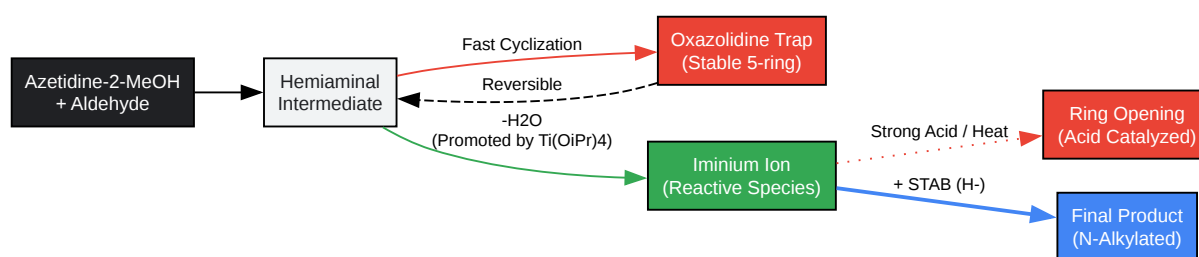 Azetidine-2-MeOH
+ Aldehyde
Hemiaminal
Intermediate
Fast Cyclization
Oxazolidine Trap
(Stable 5-ring)
Reversible
-H2O
(Promoted by Ti(OiPr)4)
Iminium Ion
(Reactive Species)
Strong Acid / Heat
Ring Opening
(Acid Catalyzed)
+ STAB (H-)
Final Product
(N-Alkylated)